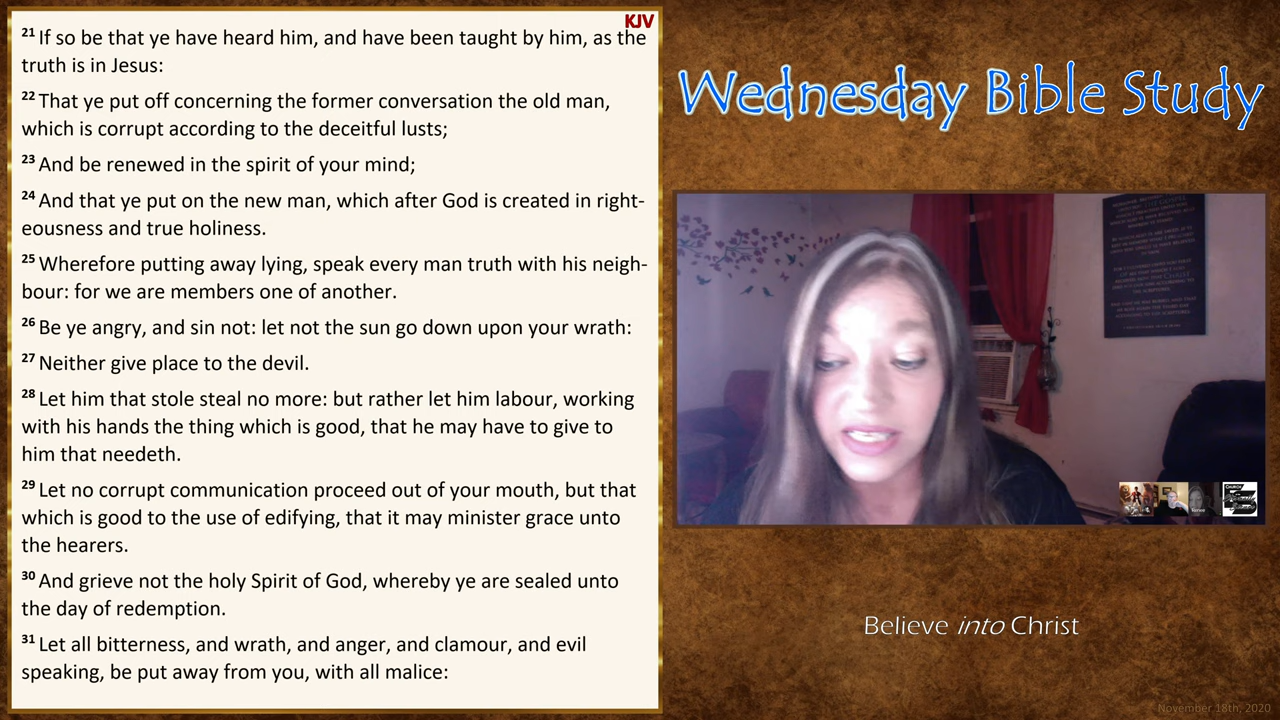 KJV
21 If so be that ye have heard him, and have been taught by him, as the
truth is in Jesus:
22 That ye put off concerning the former conversation the old man,
which is corrupt according to the deceitful lusts;
23 And be renewed in the spirit of your mind;
24 And that ye put on the new man, which after God is created in right-
eousness and true holiness.
25 Wherefore putting away lying, speak every man truth with his neigh-
bour: for we are members one of another.
26 Be ye angry, and sin not: let not the sun go down upon your wrath:
27 Neither give place to the devil.
28 Let him that stole steal no more: but rather let him labour, working
with his hands the thing which is good, that he may have to give to
him that needeth.
29 Let no corrupt communication proceed out of your mouth, but that
which is good to the use of edifying, that it may minister grace unto
the hearers.
30 And grieve not the holy Spirit of God, whereby ye are sealed unto
the day of redemption.
31 Let all bitterness, and wrath, and anger, and clamour, and evil
speaking, be put away from you, with all malice:
Wednesday Bible Study
Believe into Christ
November 18th, 2020